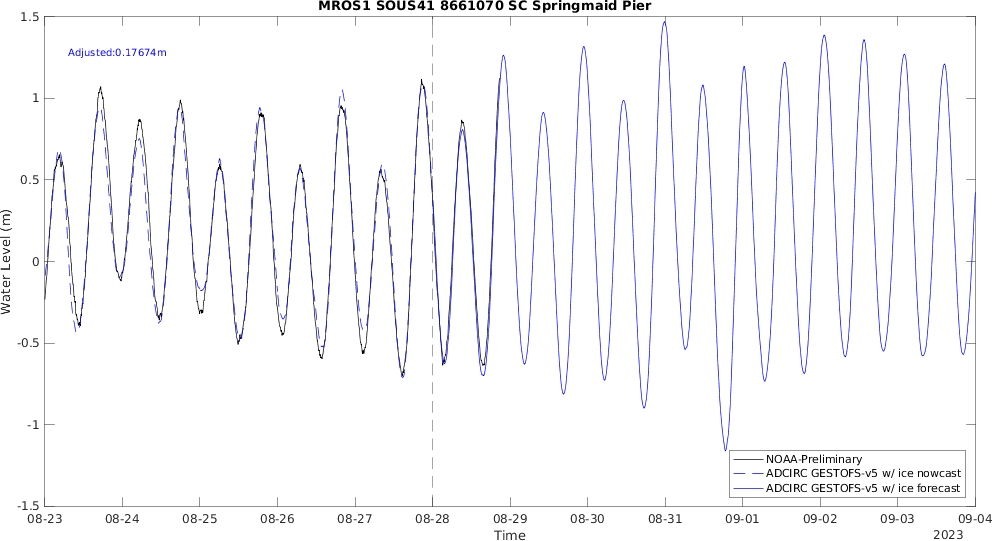 MROS1 SOUS41 8661070 SC Springmaid Pier
1.5
Adjusted:0.17674m
1
0.5
0
-0.5
-1
-1.5
Water Level (m)
NOAA-Preliminary
ADCIRC GESTOFS-v5 w/ ice nowcast
ADCIRC GESTOFS-v5 w/ ice forecast
08-23 08-24 08-25 08-26 08-27 08-28 08-29 08-30 08-31 09-01 09-02 09-03 09-04
Time
2023